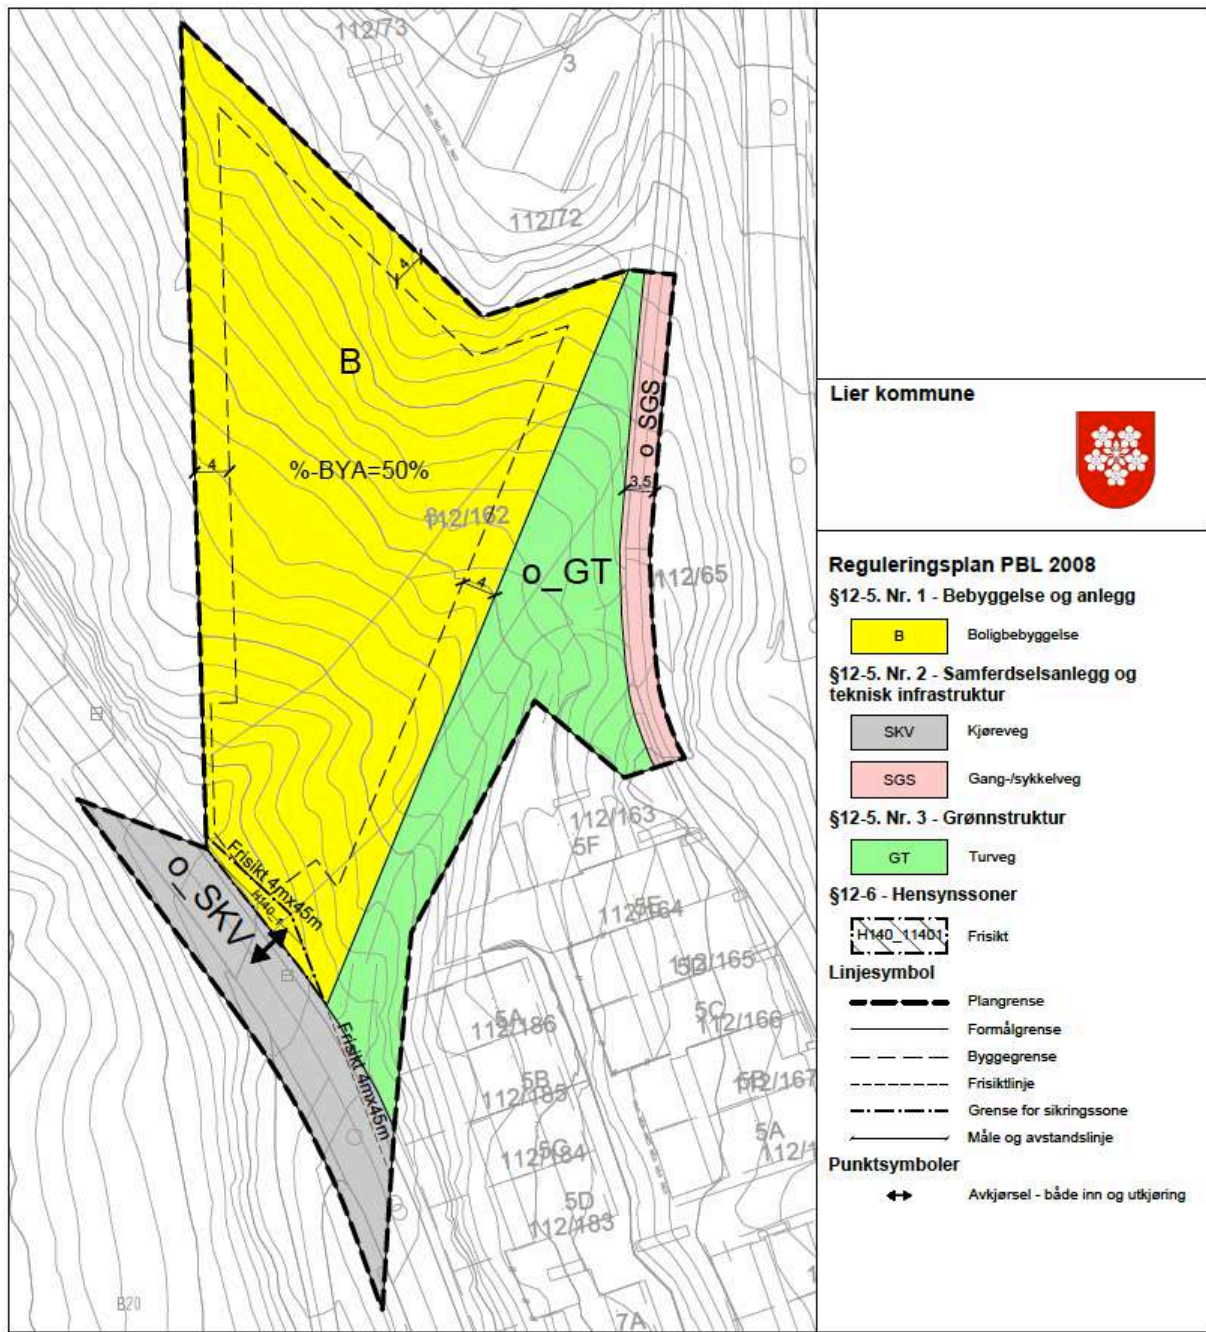 112/73
3
112/72
4
B
o_SGS
4
%-BYA=50%
3,5
112/162
o_GT
4
112/65
112/163
5F
Frisikt 4mx45m
H140_1
o_SKV
5E
112/164
5D
112/165
5A
112/186
5C
112/166
Frisikt 4mx45m
5B
112/185
5B
112/167
5C
112/184
5A
112/1
5D
112/183
B20
7A
Lier kommune
Reguleringsplan PBL 2008
§12-5. Nr. 1 - Bebyggelse og anlegg
B Boligbebyggelse
§12-5. Nr. 2 - Samferdselsanlegg og
teknisk infrastruktur
SKV Kjøreveg
SGS Gang-/sykkelveg
§12-5. Nr. 3 - Grønnstruktur
GT Turveg
§12-6 - Hensynssoner
H140_11401 Frisikt
Linjesymbol
Plangrense
Formålgrense
Byggegrense
Frisiktlinje
Grense for sikringssone
Måle og avstandslinje
Punktsymboler
Avkjørsel - både inn og utkjøring